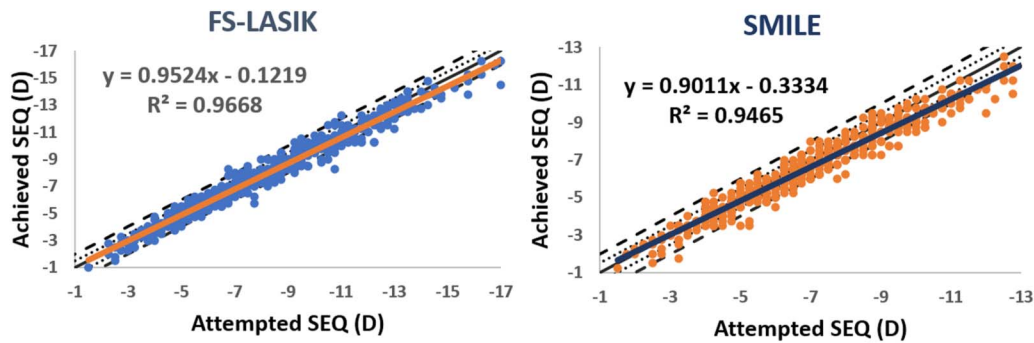 FS-LASIK
-17
-15
-13
-11
-9
-7
-5
-3
-1
Achieved SEQ (D)
y = 0.9524x - 0.1219
R² = 0.9668
-1 -3 -5 -7 -9 -11 -13 -15 -17
Attempted SEQ (D)
SMILE
-13
-11
-9
-7
-5
-3
-1
Achieved SEQ (D)
y = 0.9011x - 0.3334
R² = 0.9465
-1 -3 -5 -7 -9 -11 -13
Attempted SEQ (D)